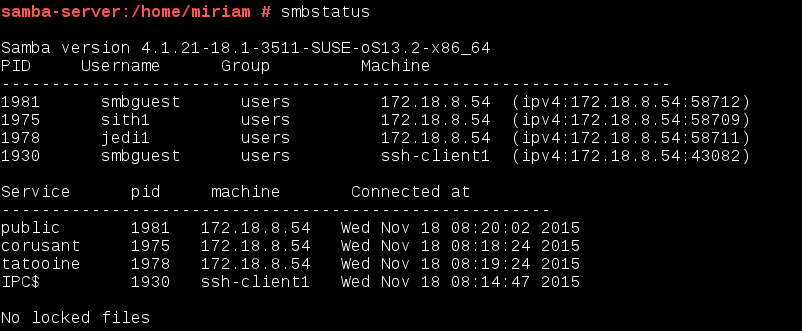 samba-server:/home/miriam # smbstatus
Samba version 4.1.21-18.1-3511-SUSE-oS13.2-x86_64
PID     Username      Group         Machine
-------------------------------------------------------------------
1981      smbguest      users         172.18.8.54  (ipv4:172.18.8.54:58712)
1975      sith1         users         172.18.8.54  (ipv4:172.18.8.54:58709)
1978      jedi1         users         172.18.8.54  (ipv4:172.18.8.54:58711)
1930      smbguest      users         ssh-client1  (ipv4:172.18.8.54:43082)
Service      pid     machine       Connected at
-------------------------------------------------------
public       1981   172.18.8.54   Wed Nov 18 08:20:02 2015
corusant     1975   172.18.8.54   Wed Nov 18 08:18:24 2015
tatooine     1978   172.18.8.54   Wed Nov 18 08:19:24 2015
IPC$         1930   ssh-client1   Wed Nov 18 08:14:47 2015
No locked files